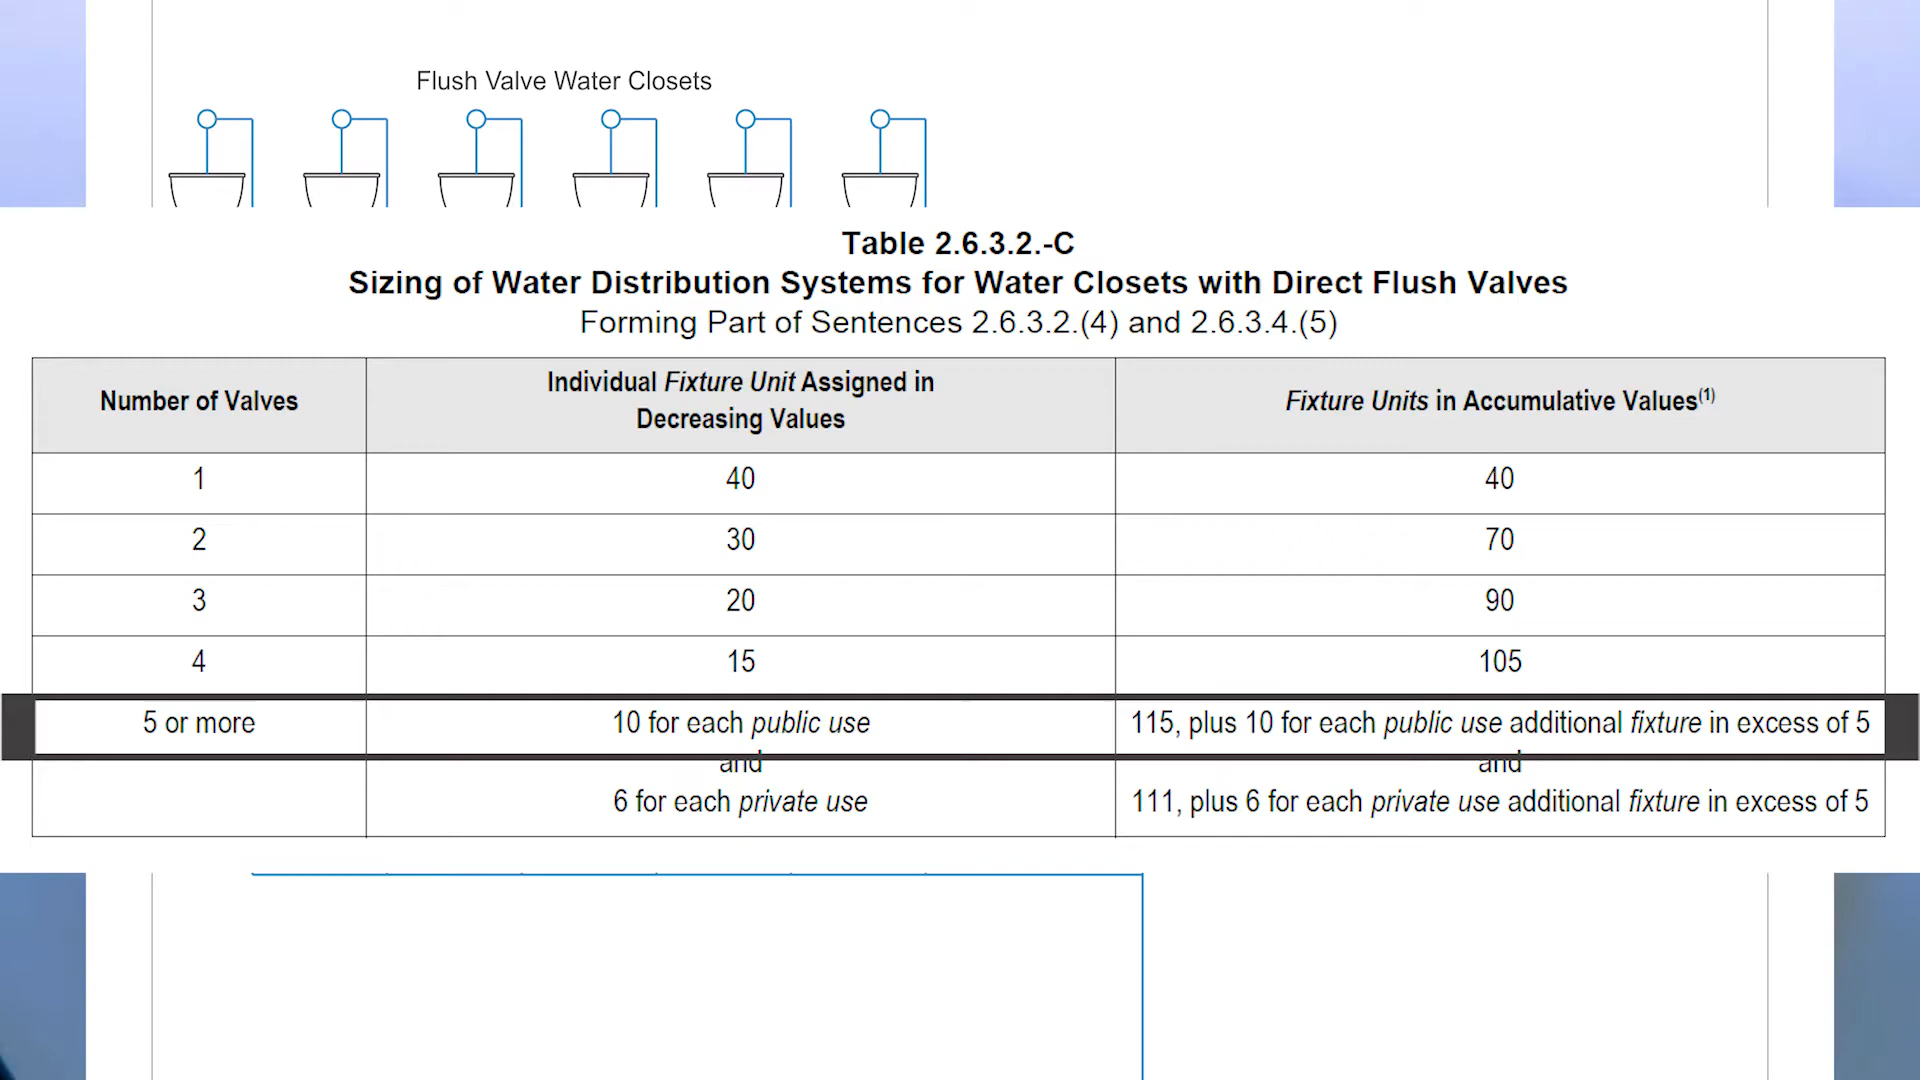 Flush Valve Water Closets
Table 2.6.3.2.-C
Sizing of Water Distribution Systems for Water Closets with Direct Flush Valves
Forming Part of Sentences 2.6.3.2.(4) and 2.6.3.4.(5)
Number of Valves
Individual Fixture Unit Assigned in
Decreasing Values
Fixture Units in Accumulative Values(1)
1
40
40
2
30
70
3
20
90
4
15
105
5 or more
10 for each public use
115, plus 10 for each public use additional fixture in excess of 5
and
and
6 for each private use
111, plus 6 for each private use additional fixture in excess of 5